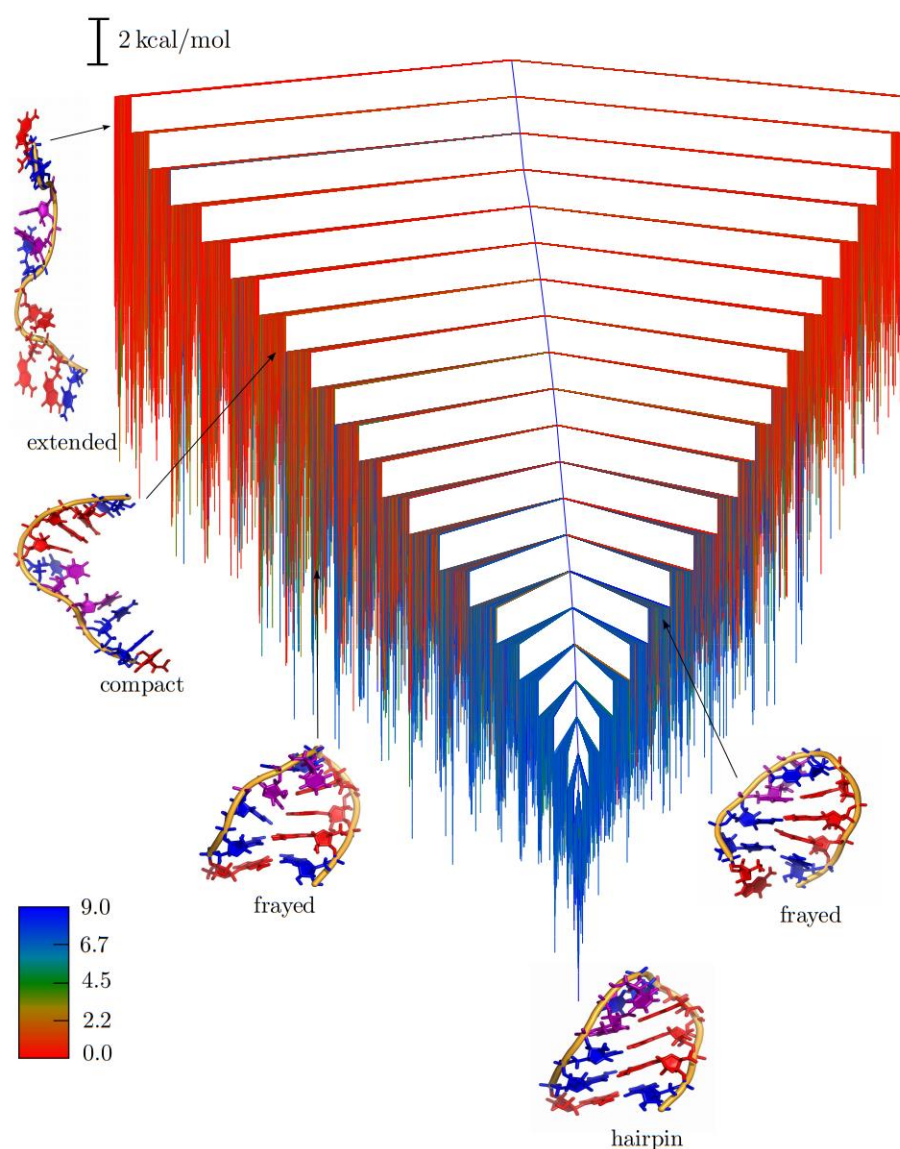 2 kcal/mol
extended
compact
frayed
frayed
9.0
6.7
4.5
2.2
0.0
hairpin